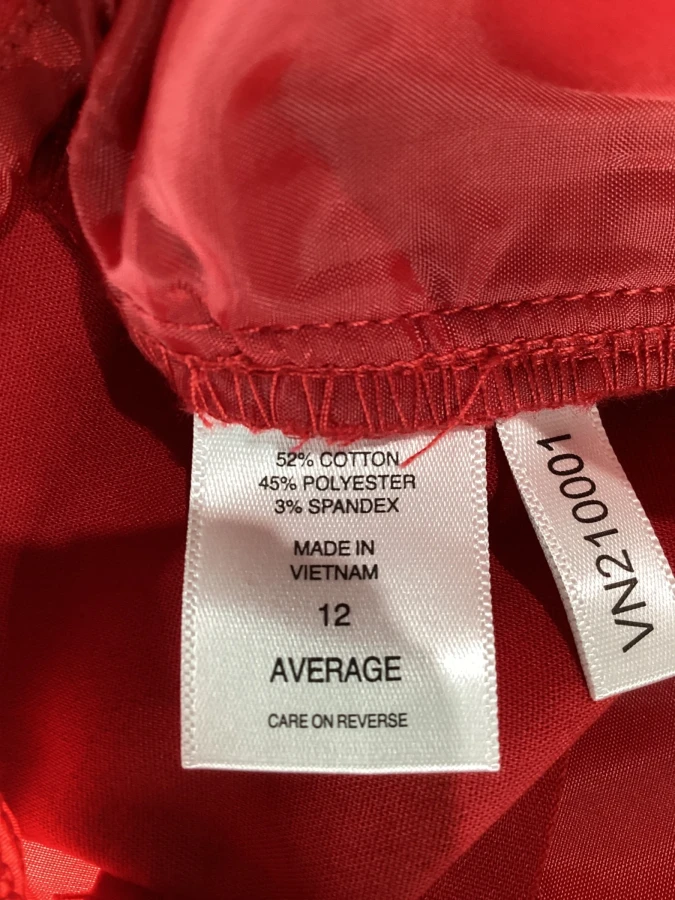 52% COTTON
45% POLYESTER
3% SPANDEX
MADE IN
VIETNAM
12
AVERAGE
CARE ON REVERSE
VN210001